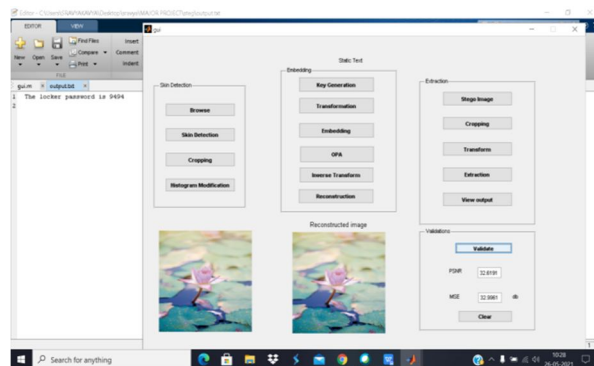 EDITOR
VIEW
New
Open
Save
Find Files
Compare
Print
Insert
Comment
Indent
FILE
gui.m
output.txt
1 The locker password is 9494
2
gui
Static Text
Skin Detection
Browse
Skin Detection
Cropping
Histogram Modification
Embedding
Key Generation
Transformation
Embedding
OPA
Inverse Transform
Reconstruction
Extraction
Stego Image
Cropping
Transform
Extraction
View output
Reconstructed image
Validations
Validate
PSNR
32.6191
MSE
db
Clear
Search for anything
10:28
26-05-2021